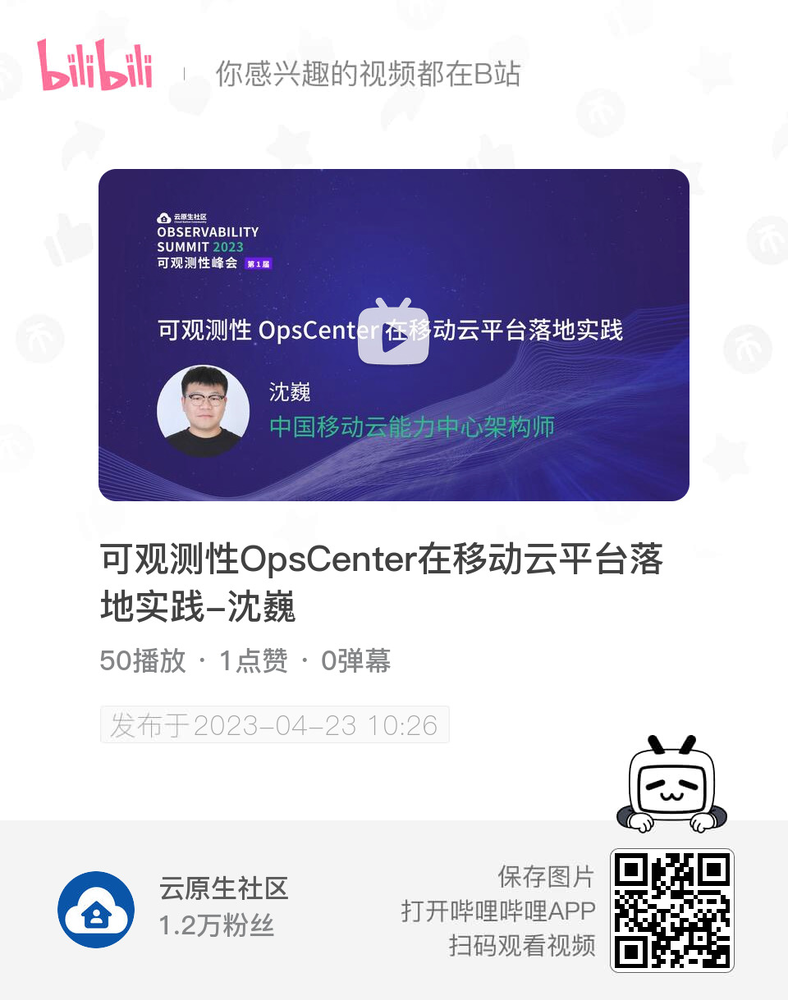 bilibili
你感兴趣的视频都在B站
云原生社区
OBSERVABILITY
SUMMIT 2023
可观测性峰会 第1届
可观测性 OpsCenter 在移动云平台落地实践
沈巍
中国移动云能力中心架构师
可观测性OpsCenter在移动云平台落
地实践-沈巍
50播放 · 1点赞 · 0弹幕
发布于2023-04-23 10:26
云原生社区
1.2万粉丝
保存图片
打开哔哩哔哩APP
扫码观看视频